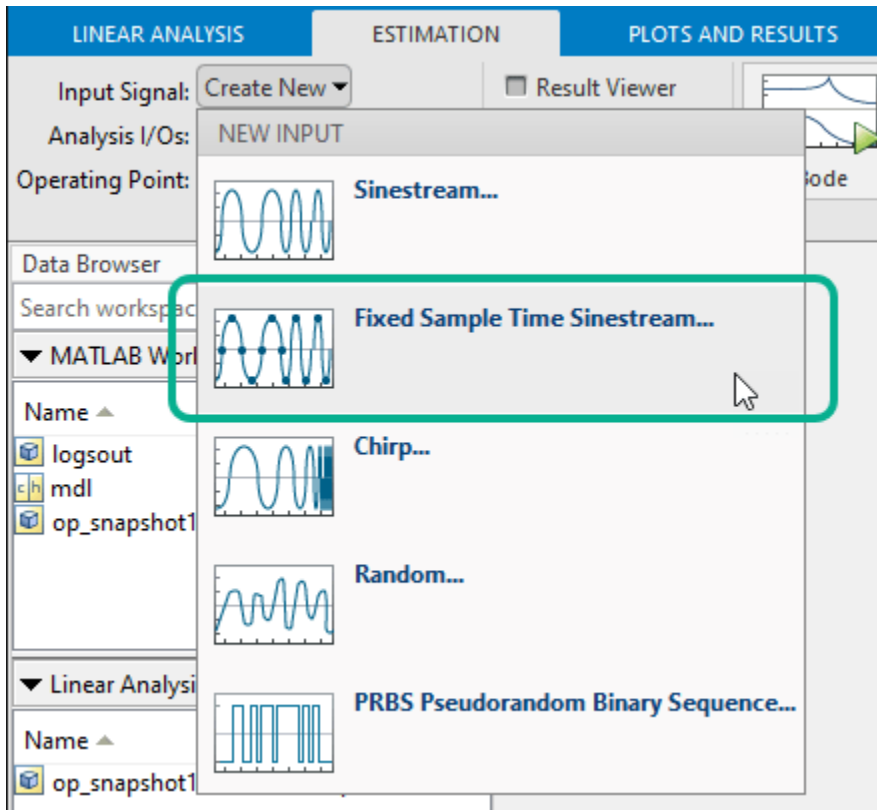 LINEAR ANALYSIS ESTIMATION PLOTS AND RESULTS
Input Signal: Create New Result Viewer
Analysis I/Os:
Operating Point:
NEW INPUT
Sinestream...
Fixed Sample Time Sinestream...
Chirp...
Random...
PRBS Pseudorandom Binary Sequence...
Data Browser
Search
MATLAB
Name
logsout
mdl
op_snapshot1
Linear
Name
op_snapshot1